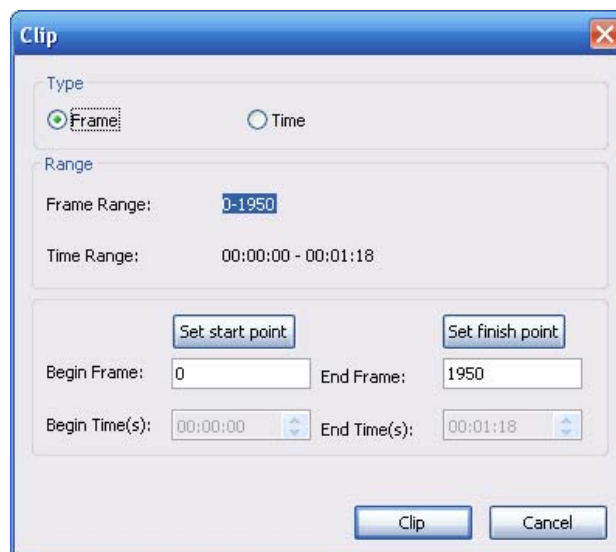 Clip
Type
Frame Time
Range
Frame Range: 0-1950
Time Range: 00:00:00 - 00:01:18
Set start point Set finish point
Begin Frame: 0 End Frame: 1950
Begin Time(s): 00:00:00 End Time(s): 00:01:18
Clip Cancel